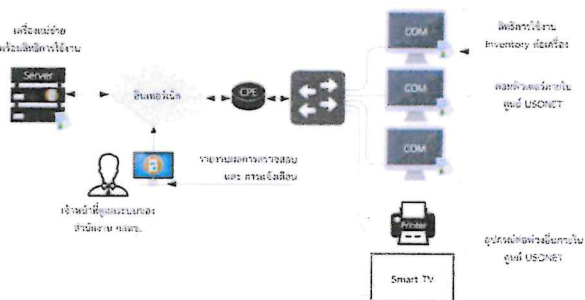 เครื่องแม่ข่าย
พร้อมสิทธิการใช้งาน
Server
อินเทอร์เน็ต
CPE
COM
COM
COM
สิทธิการใช้งาน
Inventory ต่อเครื่อง
คอมพิวเตอร์ภายใน
ศูนย์ USONET
รายงานผลการตรวจสอบ
และ การแจ้งเตือน
เจ้าหน้าที่ดูแลระบบของ
สำนักงาน กสทช.
Printer
อุปกรณ์ต่อพ่วงอื่นภายใน
ศูนย์ USONET
Smart TV